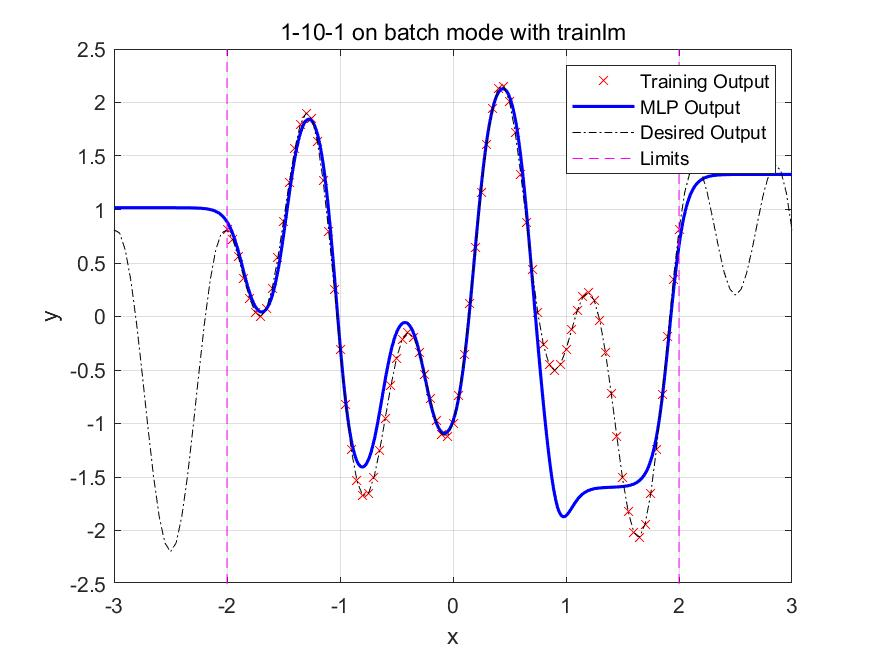 1-10-1 on batch mode with trainlm
2.5
2
1.5
1
0.5
0
-0.5
-1
-1.5
-2
-2.5
y
Training Output
MLP Output
Desired Output
Limits
-3 -2 -1 0 1 2 3
x